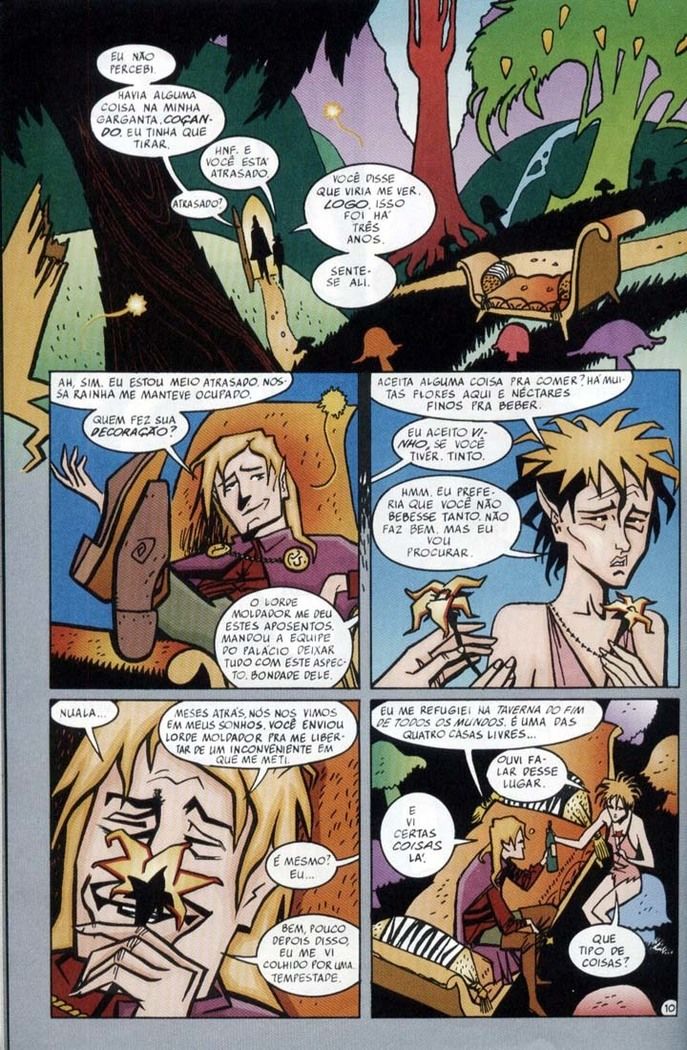 EU NÃO
PERCEBI.
HAVIA ALGUMA
COISA NA MINHA
GARGANTA, COÇAN-
DO. EU TINHA QUE
TIRAR.
HNF. E
VOCÊ ESTÁ
ATRASADO.
ATRASADO?
VOCÊ DISSE
QUE VIRIA ME VER.
LOGO. ISSO
FOI HÁ
TRÊS
ANOS.
SENTE-
SE ALI.
AH, SIM. EU ESTOU MEIO ATRASADO. NOS-
SA RAINHA ME MANTEVE OCUPADO.
QUEM FEZ SUA
DECORAÇÃO?
O LORDE
MOLDADOR ME DEU
ESTES APOSENTOS.
MANDOU A EQUIPE
DO PALÁCIO DEIXAR
TUDO COM ESTE ASPEC-
TO. BONDADE DELE.
ACEITA ALGUMA COISA PRA COMER? HÁ MUI-
TAS FLORES AQUI E NÉCTARES
FINOS PRA BEBER.
EU ACEITO VI-
NHO, SE VOCÊ
TIVER. TINTO.
HMM. EU PREFE-
RIA QUE VOCÊ NÃO
BEBESSE TANTO. NÃO
FAZ BEM, MAS EU
VOU
PROCURAR.
NUALA...
MESES ATRÁS, NÓS NOS VIMOS
EM MEUS SONHOS. VOCÊ ENVIOU
LORDE MOLDADOR PRA ME LIBER-
TAR DE UM INCONVENIENTE EM
QUE ME METI.
É MESMO?
EU...
BEM, POUCO
DEPOIS DISSO,
EU ME VI
COLHIDO POR UMA
TEMPESTADE.
EU ME REFUGIEI NA TAVERNA DO FIM
DE TODOS OS MUNDOS. É UMA DAS
QUATRO CASAS LIVRES...
OUVI FA-
LAR DESSE
LUGAR.
E
VI
CERTAS
COISAS
LÁ.
QUE
TIPO DE
COISAS?
10